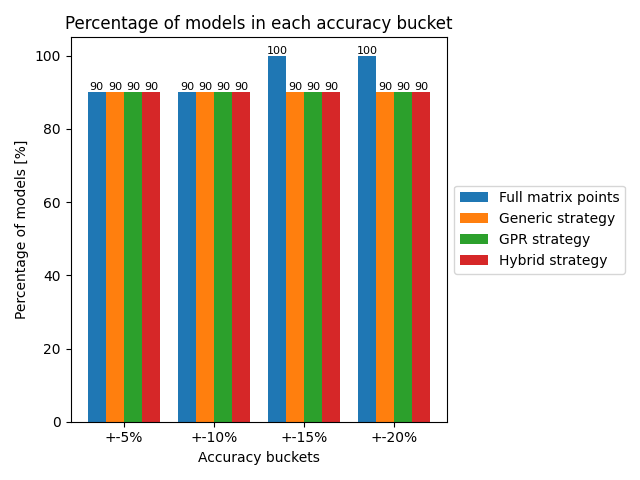 Percentage of models in each accuracy bucket
Percentage of models [%]
100
80
60
40
20
0
90 90 90 90
90 90 90 90
100 90 90 90
100 90 90 90
+-5%
+-10%
+-15%
+-20%
Accuracy buckets
Full matrix points
Generic strategy
GPR strategy
Hybrid strategy